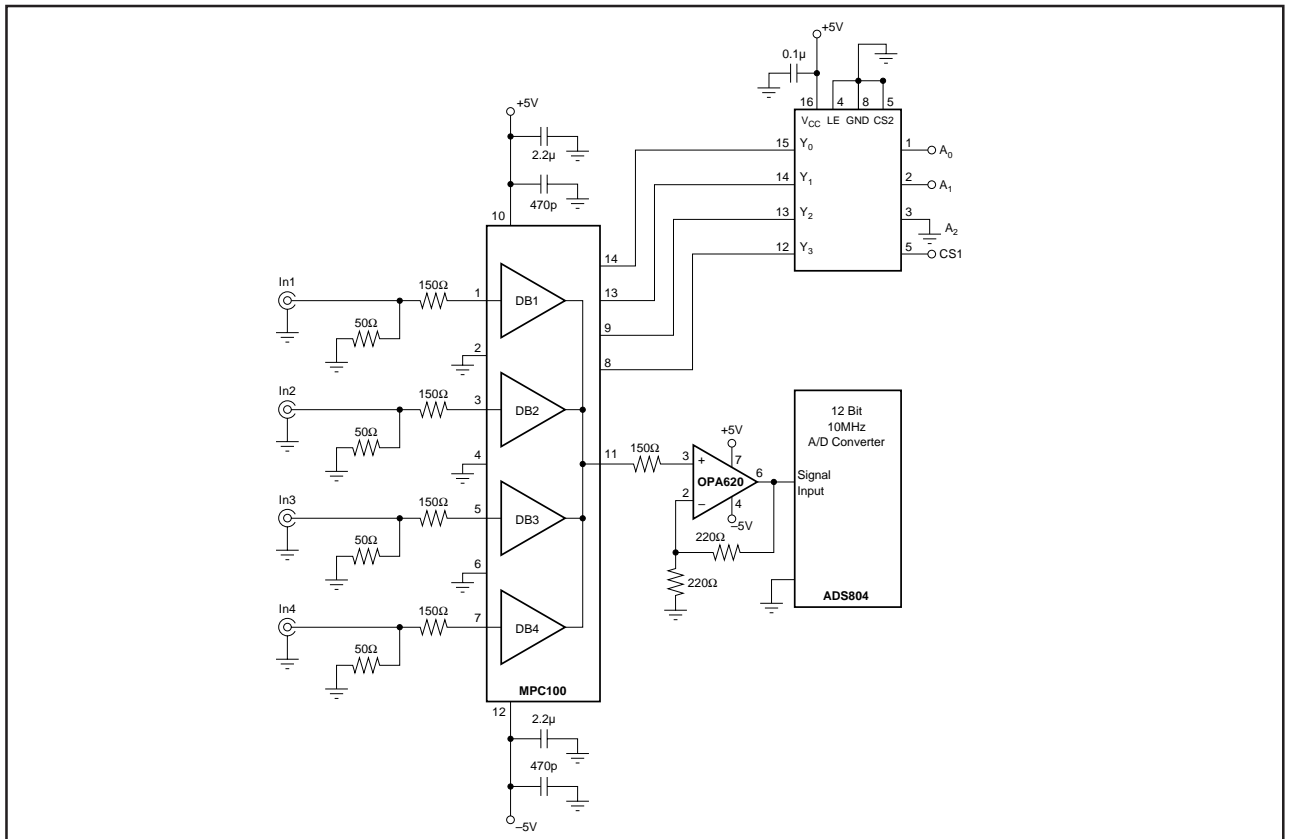 +5V
0.1µ
16 4 8 5
VCC LE GND CS2
15 Y0
14 Y1
13 Y2
12 Y3
1 A0
2 A1
3 A2
5 CS1
+5V
2.2µ
470p
10
14
13
9
8
In1
150Ω
50Ω
1
DB1
2
In2
150Ω
50Ω
3
DB2
4
In3
150Ω
50Ω
5
DB3
6
In4
150Ω
50Ω
7
DB4
MPC100
12
2.2µ
470p
–5V
11
150Ω
3
+
+5V
7
OPA620
6
2
–
4
–5V
220Ω
220Ω
12 Bit
10MHz
A/D Converter
Signal
Input
ADS804